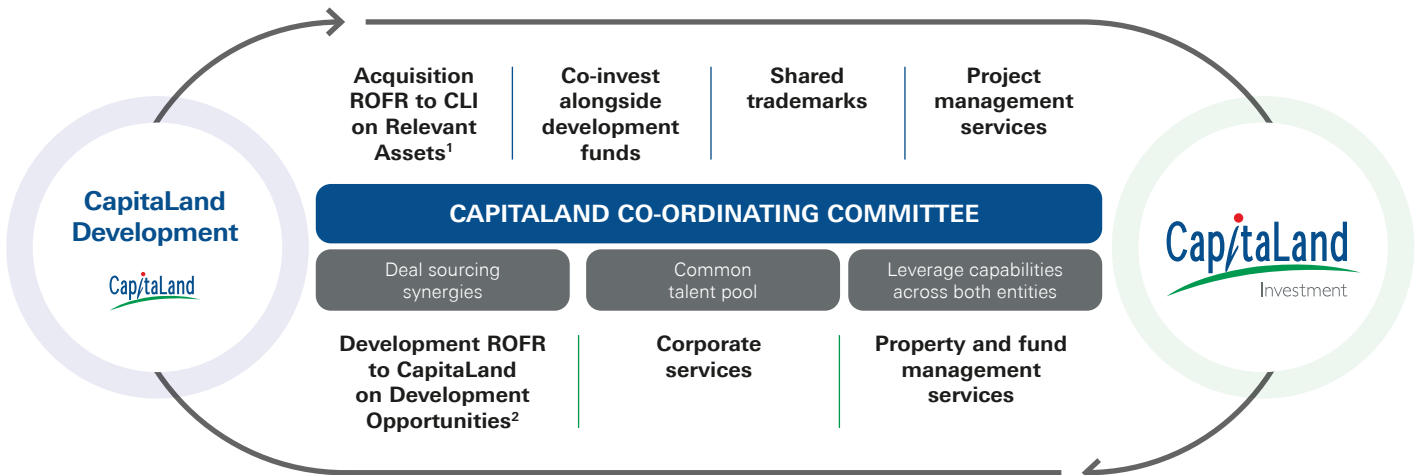 Acquisition
ROFR to CLI
on Relevant
Assets¹
Co-invest
alongside
development
funds
Shared
trademarks
Project
management
services
CapitaLand
Development
CapitaLand
CAPITALAND CO-ORDINATING COMMITTEE
Deal sourcing
synergies
Common
talent pool
Leverage capabilities
across both entities
CapitaLand
Investment
Development ROFR
to CapitaLand
on Development
Opportunities²
Corporate
services
Property and fund
management
services